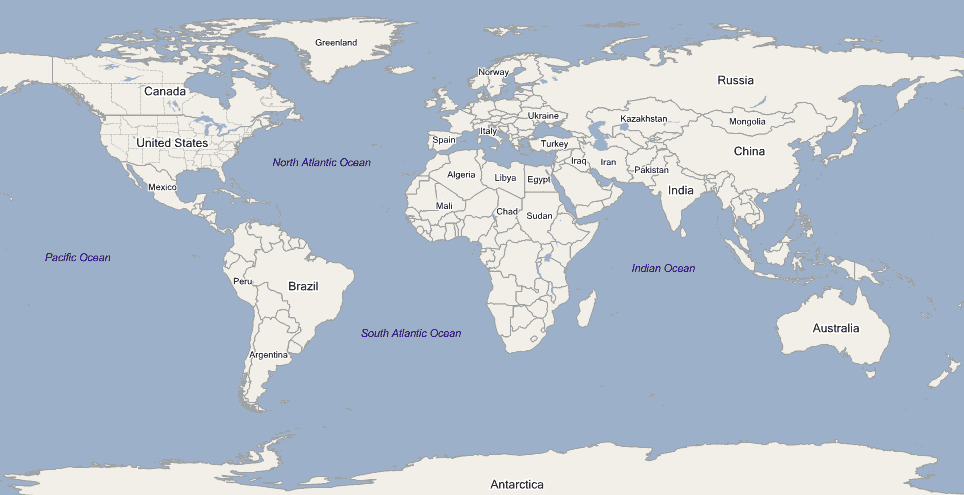 Greenland
Norway
Russia
Canada
Ukraine
Kazakhstan
Mongolia
Italy
United States
Spain
Turkey
China
North Atlantic Ocean
Iraq
Iran
Pakistan
Algeria
Libya
Egypt
Mexico
India
Mali
Chad
Sudan
Pacific Ocean
Indian Ocean
Peru
Brazil
South Atlantic Ocean
Australia
Argentina
Antarctica